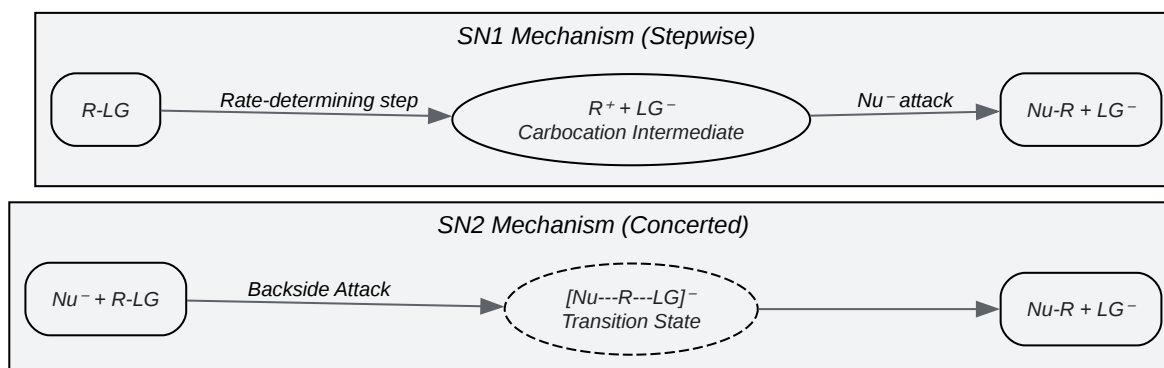 SN1 Mechanism (Stepwise)
R-LG
Rate-determining step
R⁺ + LG⁻
Carbocation Intermediate
Nu⁻ attack
Nu-R + LG⁻
SN2 Mechanism (Concerted)
Nu⁻ + R-LG
Backside Attack
[Nu---R---LG]⁻
Transition State
Nu-R + LG⁻